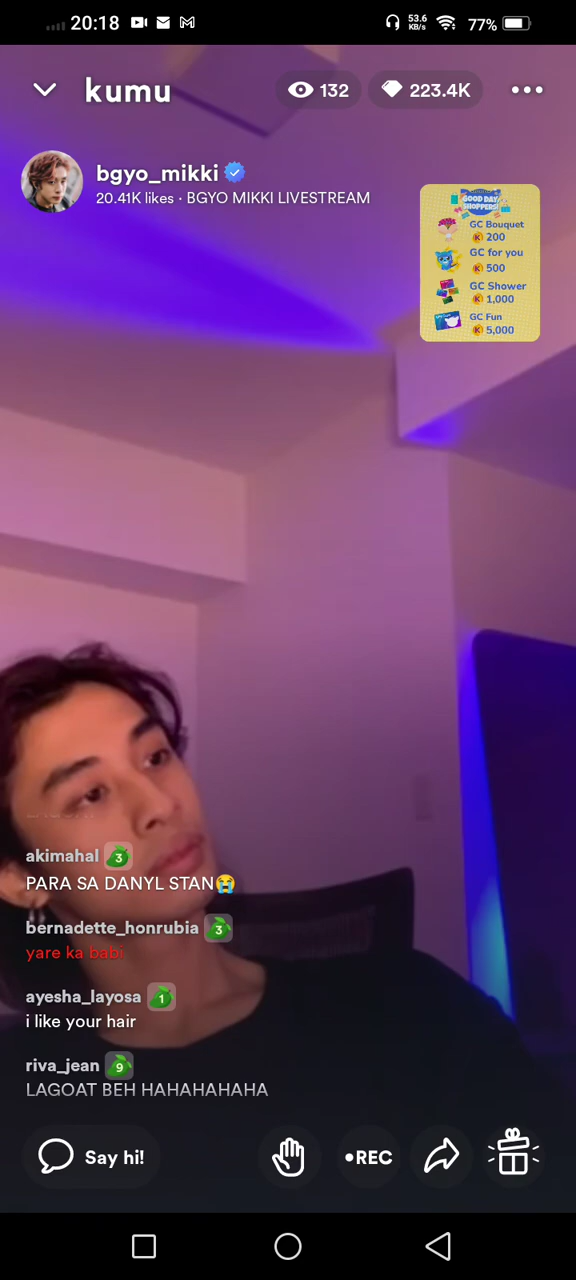 20:18
53.6
KB/s
77%
kumu
132
223.4K
bgyo_mikki
20.41K likes · BGYO MIKKI LIVESTREAM
GOOD DAY
SHOPPERS!
GC Bouquet
K 200
GC for you
K 500
GC Shower
K 1,000
GC Fun
K 5,000
akimahal 3
PARA SA DANYL STAN😭
bernadette_honrubia 3
yare ka babi
ayesha_layosa 1
i like your hair
riva_jean 9
LAGOAT BEH HAHAHAHAHA
Say hi!
•REC